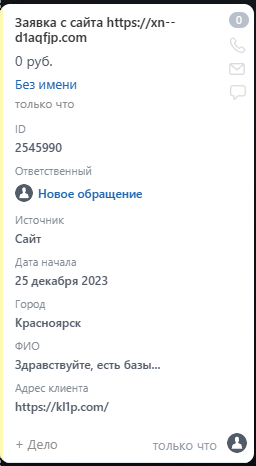 Заявка с сайта https://xn--
d1aqfjp.com
0
0 руб.
Без имени
только что
ID
2545990
Ответственный
Новое обращение
Источник
Сайт
Дата начала
25 декабря 2023
Город
Красноярск
ФИО
Здравствуйте, есть базы...
Адрес клиента
https://kl1p.com/
+ Дело
только что